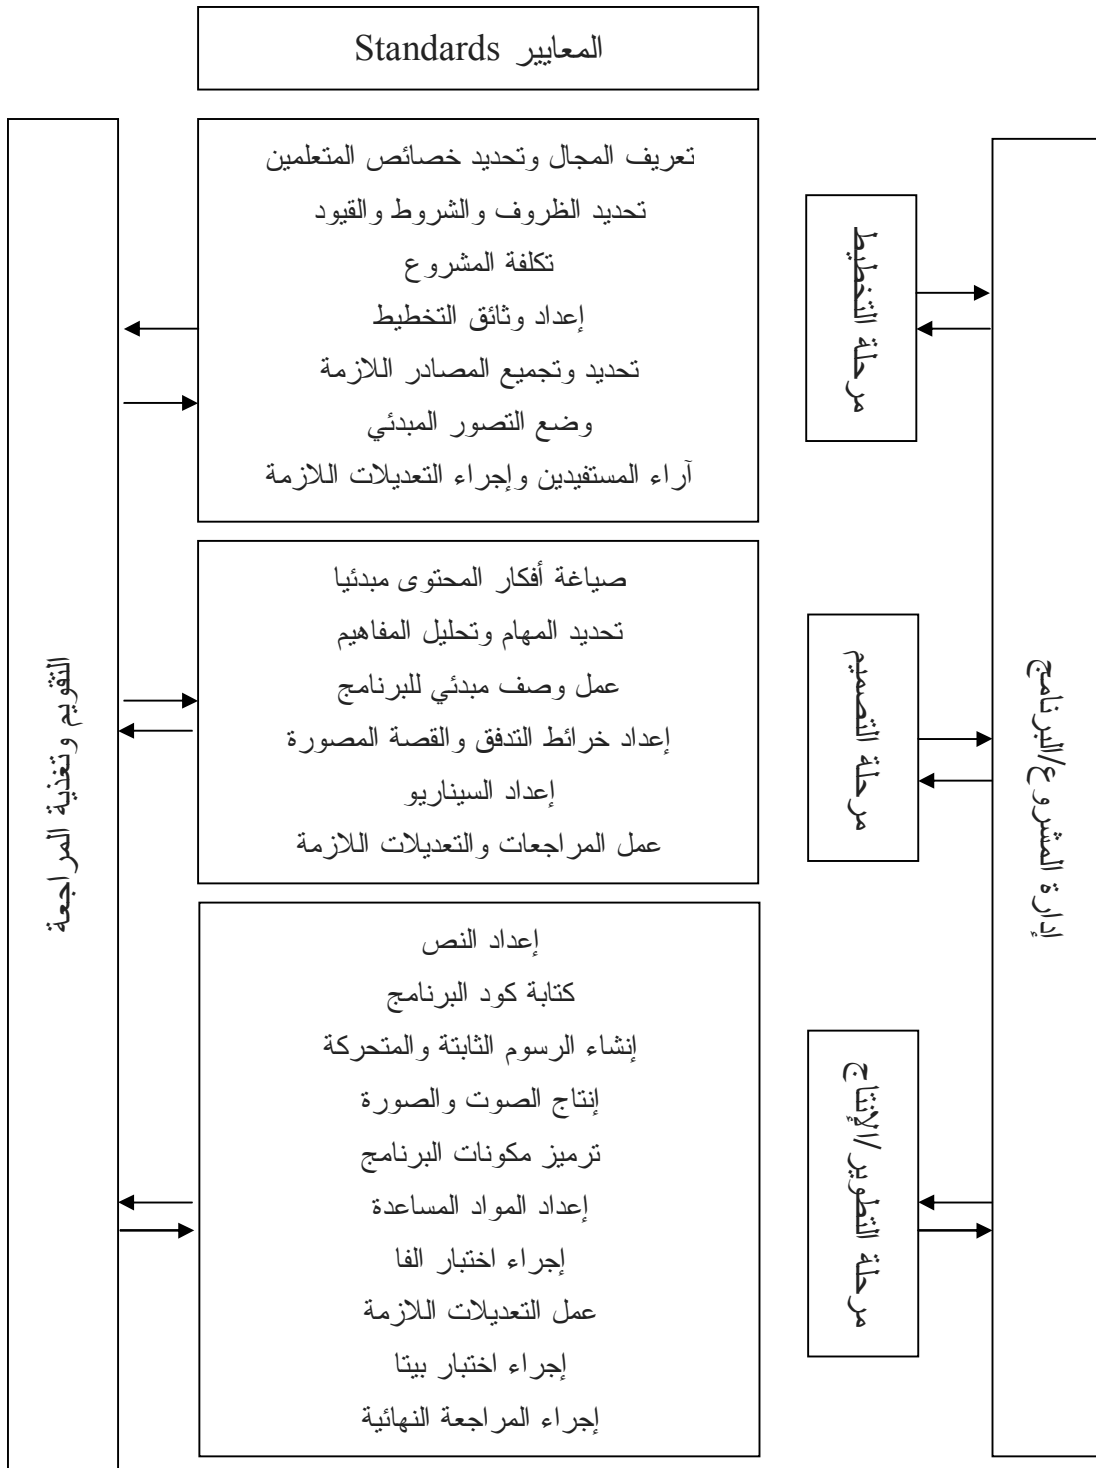 المعايير Standards
إدارة المشروع/البرنامج
مرحلة التخطيط
تعريف المجال وتحديد خصائص المتعلمين
تحديد الظروف والشروط والقيود
تكلفة المشروع
إعداد وثائق التخطيط
تحديد وتجميع المصادر اللازمة
وضع التصور المبدئي
آراء المستفيدين وإجراء التعديلات اللازمة
مرحلة التصميم
صياغة أفكار المحتوى مبدئيا
تحديد المهام وتحليل المفاهيم
عمل وصف مبدئي للبرنامج
إعداد خرائط التدفق والقصة المصورة
إعداد السيناريو
عمل المراجعات والتعديلات اللازمة
مرحلة التطوير/الإنتاج
إعداد النص
كتابة كود البرنامج
إنشاء الرسوم الثابتة والمتحركة
إنتاج الصوت والصورة
ترميز مكونات البرنامج
إعداد المواد المساعدة
إجراء اختبار الفا
عمل التعديلات اللازمة
إجراء اختبار بيتا
إجراء المراجعة النهائية
التقويم وتغذية المراجعة